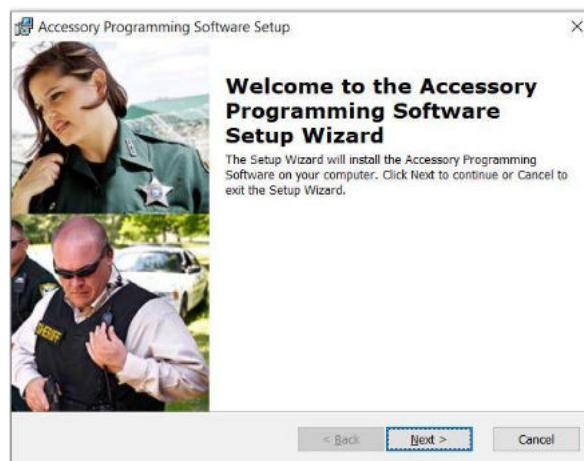 Accessory Programming Software Setup
Welcome to the Accessory
Programming Software
Setup Wizard
The Setup Wizard will install the Accessory Programming
Software on your computer. Click Next to continue or Cancel to
exit the Setup Wizard.
SHERIFF
< Back
Next >
Cancel